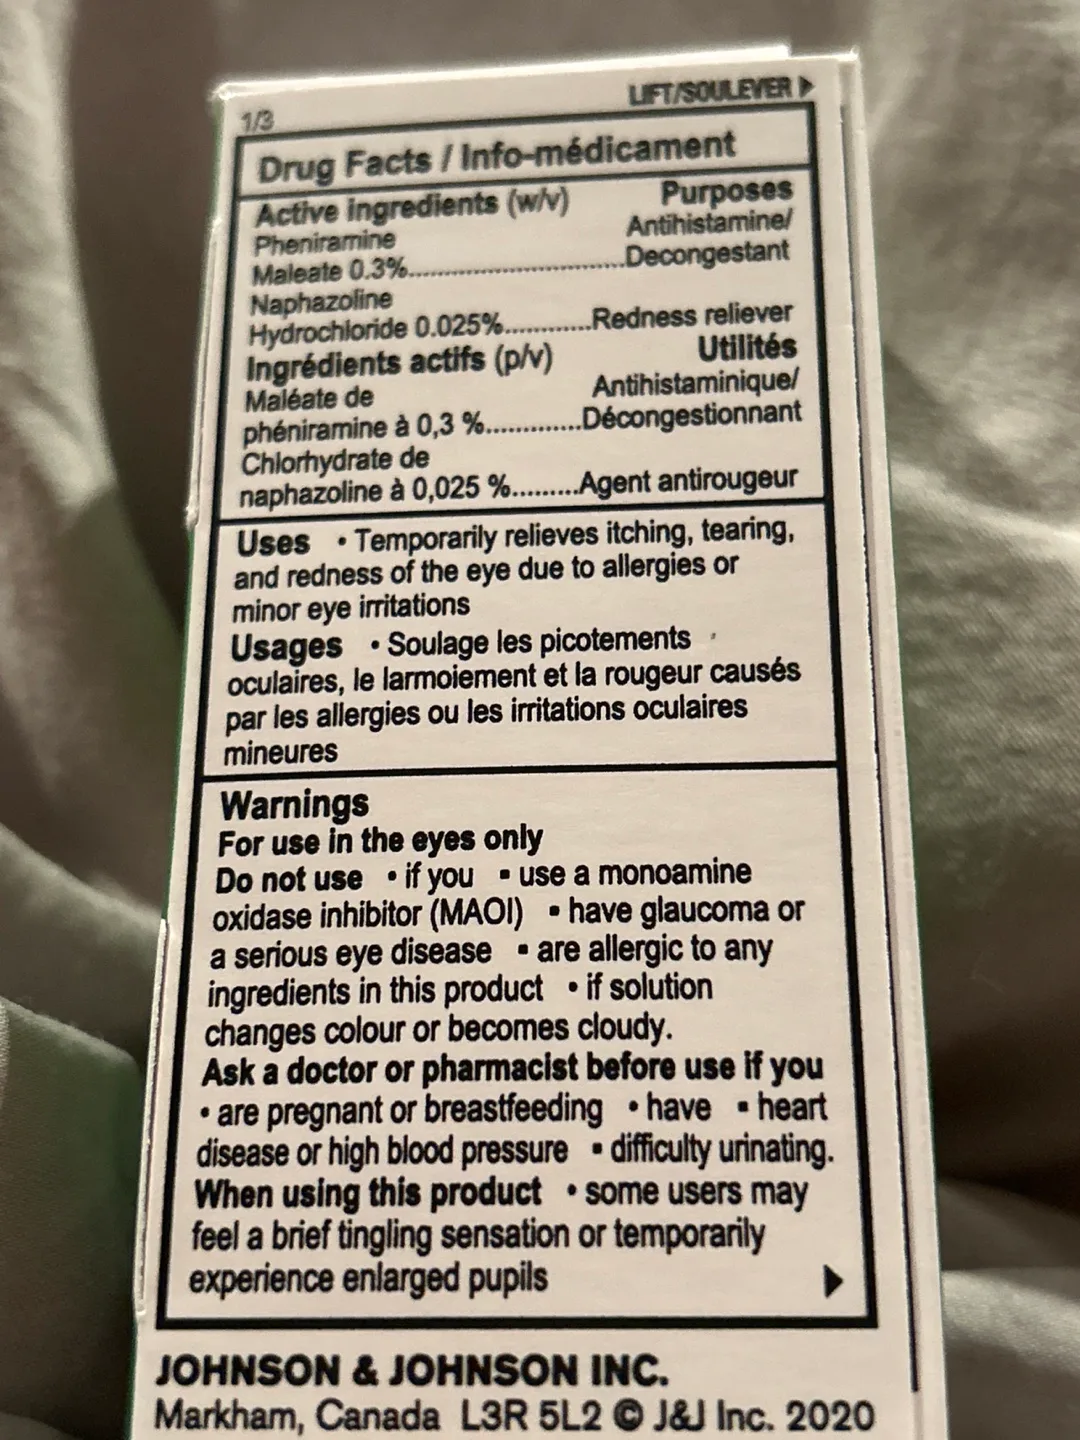 LIFT/SOULEVER ▶
1/3
Drug Facts / Info-médicament
Active ingredients (w/v) Purposes
Pheniramine Antihistamine/
Maleate 0.3%..............................Decongestant
Naphazoline
Hydrochloride 0.025%............Redness reliever
Ingrédients actifs (p/v) Utilités
Maléate de Antihistaminique/
phéniramine à 0,3 %.............Décongestionnant
Chlorhydrate de
naphazoline à 0,025 %.........Agent antirougeur
Uses • Temporarily relieves itching, tearing,
and redness of the eye due to allergies or
minor eye irritations
Usages • Soulage les picotements
oculaires, le larmoiement et la rougeur causés
par les allergies ou les irritations oculaires
mineures
Warnings
For use in the eyes only
Do not use • if you ▪ use a monoamine
oxidase inhibitor (MAOI) ▪ have glaucoma or
a serious eye disease ▪ are allergic to any
ingredients in this product • if solution
changes colour or becomes cloudy.
Ask a doctor or pharmacist before use if you
• are pregnant or breastfeeding • have ▪ heart
disease or high blood pressure ▪ difficulty urinating.
When using this product • some users may
feel a brief tingling sensation or temporarily
experience enlarged pupils ▶
JOHNSON & JOHNSON INC.
Markham, Canada L3R 5L2 © J&J Inc. 2020